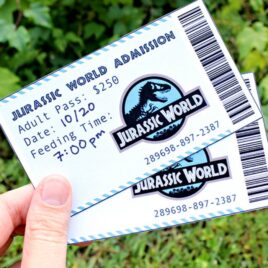 JURASSIC WORLD ADMISSION
Adult Pass: $250
Date: 10/20
Feeding Time:
7:00 pm
JURASSIC WORLD
289698-897-2387
JURASSIC WORLD
289698-897-2387